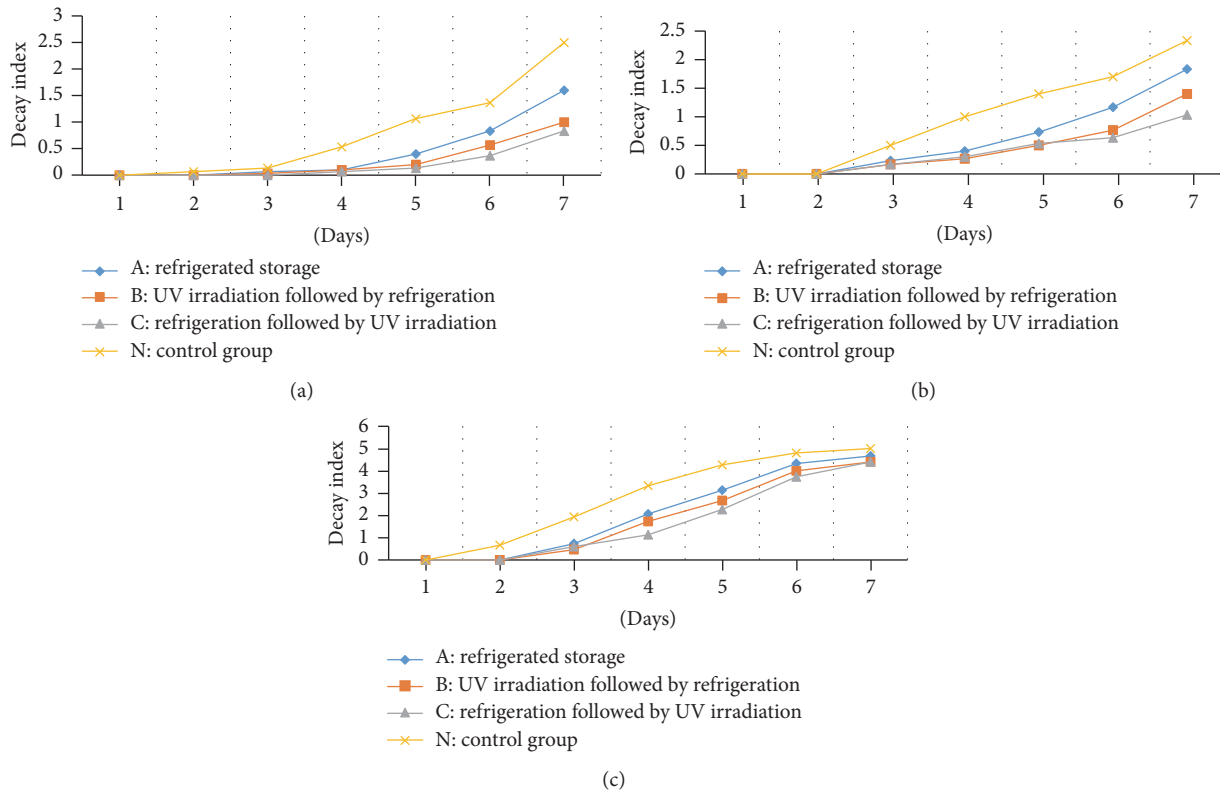 3
2.5
2
1.5
1
0.5
0
Decay index
1 2 3 4 5 6 7
(Days)
A: refrigerated storage
B: UV irradiation followed by refrigeration
C: refrigeration followed by UV irradiation
N: control group
(a)
2.5
2
1.5
1
0.5
0
Decay index
1 2 3 4 5 6 7
(Days)
A: refrigerated storage
B: UV irradiation followed by refrigeration
C: refrigeration followed by UV irradiation
N: control group
(b)
6
5
4
3
2
1
0
Decay index
1 2 3 4 5 6 7
(Days)
A: refrigerated storage
B: UV irradiation followed by refrigeration
C: refrigeration followed by UV irradiation
N: control group
(c)